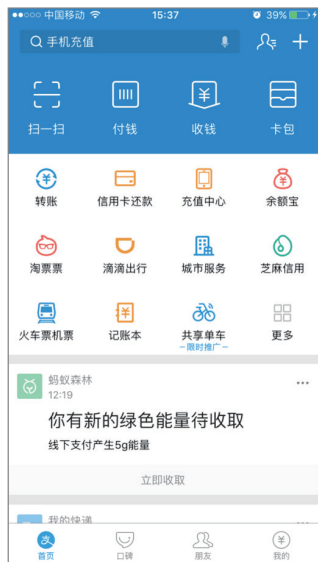 中国移动 15:37 39%
手机充值
扫一扫 付钱 收钱 卡包
转账 信用卡还款 充值中心 余额宝
淘票票 滴滴出行 城市服务 芝麻信用
火车票机票 记账本 共享单车 更多
-限时推广-
蚂蚁森林
12:19
你有新的绿色能量待收取
线下支付产生5g能量
立即收取
我的快递
首页 口碑 朋友 我的